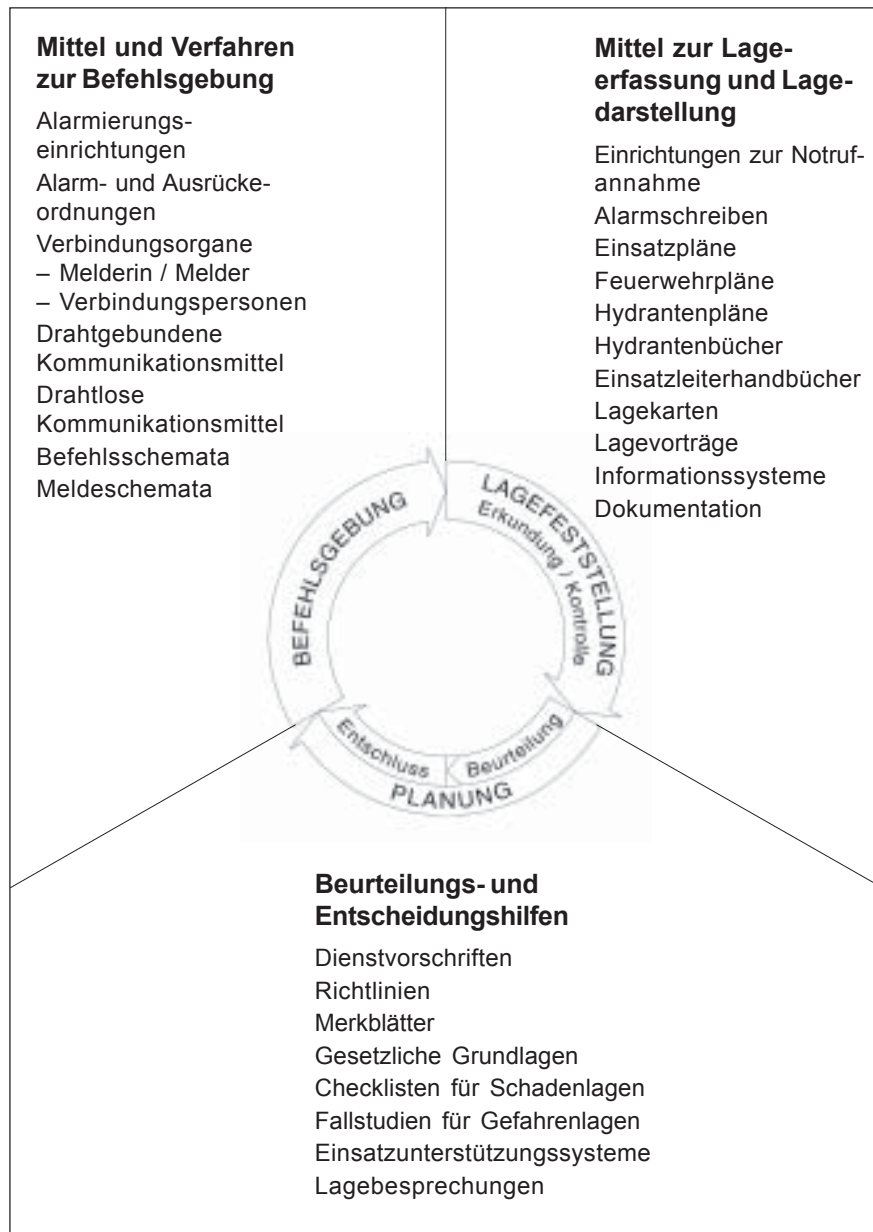 Mittel und Verfahren
zur Befehlsgebung
Alarmierungs-
einrichtungen
Alarm- und Ausrücke-
ordnungen
Verbindungsorgane
– Melderin / Melder
– Verbindungspersonen
Drahtgebundene
Kommunikationsmittel
Drahtlose
Kommunikationsmittel
Befehlsschemata
Meldeschemata
Mittel zur Lage-
erfassung und Lage-
darstellung
Einrichtungen zur Notruf-
annahme
Alarmschreiben
Einsatzpläne
Feuerwehrpläne
Hydrantenpläne
Hydrantenbücher
Einsatzleiterhandbücher
Lagekarten
Lagevorträge
Informationssysteme
Dokumentation
BEFEHLSGEBUNG
LAGEFESTSTELLUNG
Erkundung / Kontrolle
Entschluss
Beurteilung
PLANUNG
Beurteilungs- und
Entscheidungshilfen
Dienstvorschriften
Richtlinien
Merkblätter
Gesetzliche Grundlagen
Checklisten für Schadenlagen
Fallstudien für Gefahrenlagen
Einsatzunterstützungssysteme
Lagebesprechungen